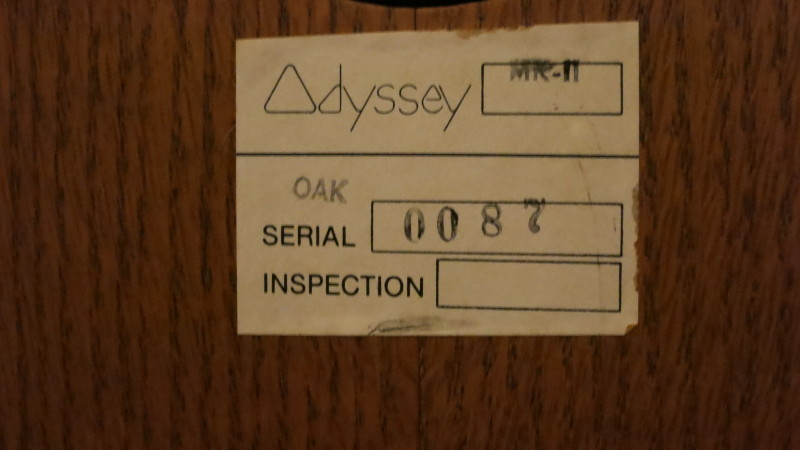 Odyssey MK-II
OAK
SERIAL 0087
INSPECTION